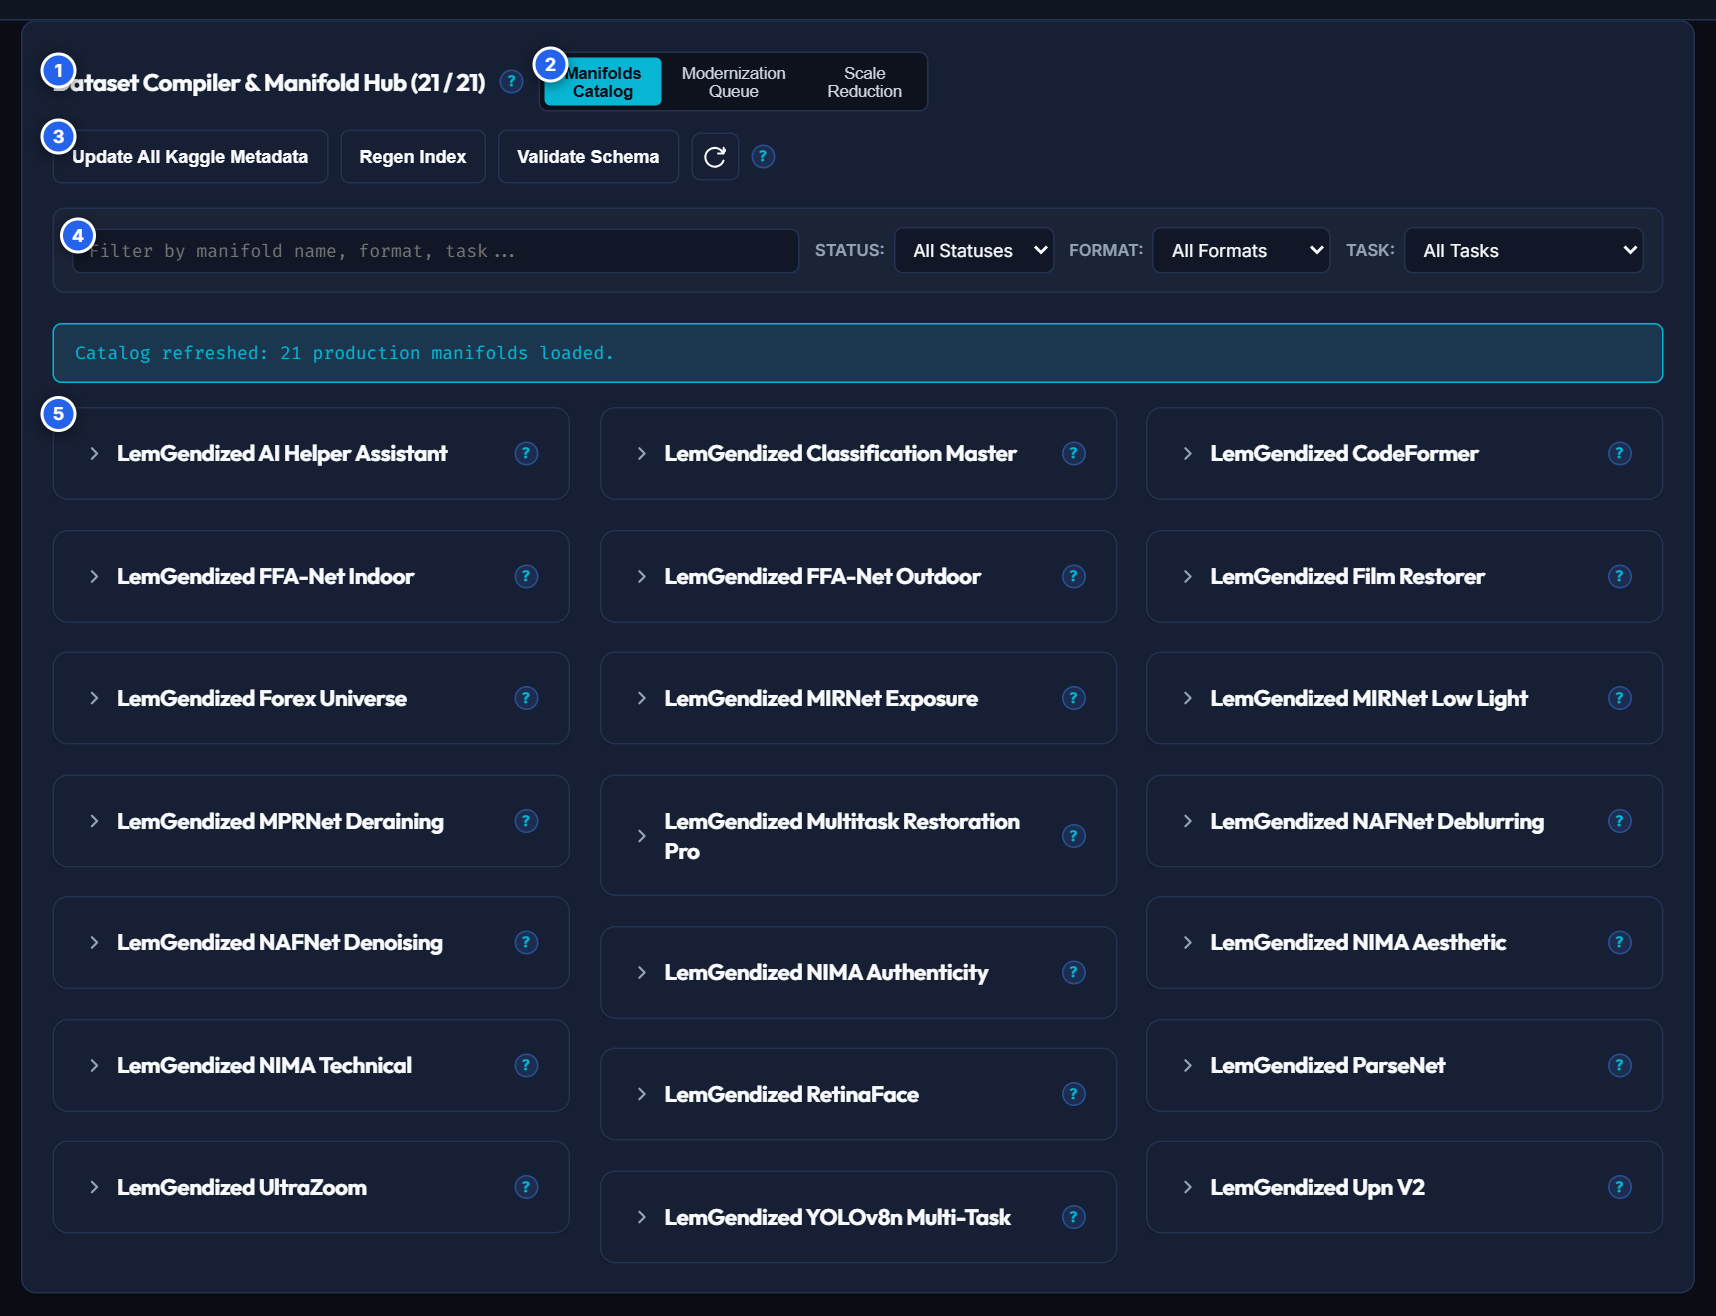 1
ataset Compiler & Manifold Hub (21 / 21)
?
2
Manifolds
Catalog
Modernization
Queue
Scale
Reduction
3
Update All Kaggle Metadata
Regen Index
Validate Schema
?
4
Filter by manifold name, format, task...
STATUS:
All Statuses
FORMAT:
All Formats
TASK:
All Tasks
Catalog refreshed: 21 production manifolds loaded.
5
LemGendized AI Helper Assistant
?
LemGendized Classification Master
?
LemGendized CodeFormer
?
LemGendized FFA-Net Indoor
?
LemGendized FFA-Net Outdoor
?
LemGendized Film Restorer
?
LemGendized Forex Universe
?
LemGendized MIRNet Exposure
?
LemGendized MIRNet Low Light
?
LemGendized MPRNet Deraining
?
LemGendized Multitask Restoration
Pro
?
LemGendized NAFNet Deblurring
?
LemGendized NAFNet Denoising
?
LemGendized NIMA Authenticity
?
LemGendized NIMA Aesthetic
?
LemGendized NIMA Technical
?
LemGendized RetinaFace
?
LemGendized ParseNet
?
LemGendized UltraZoom
?
LemGendized YOLOv8n Multi-Task
?
LemGendized Upn V2
?